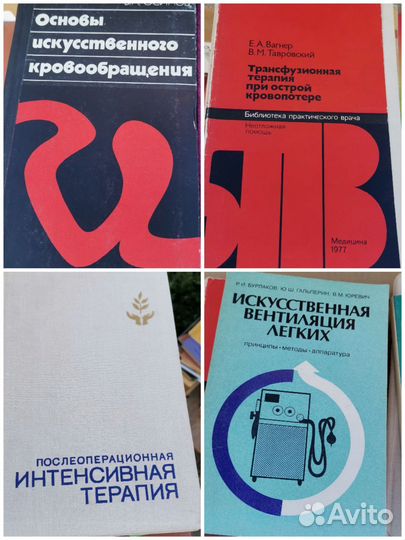 Основы
искусственного
кровообращения
Е.А. Вагнер
В.М. Тавровский
Трансфузионная
терапия
при острой
кровопотере
Библиотека практического врача
Неотложная
помощь
Медицина
1977
ПОСЛЕОПЕРАЦИОННАЯ
ИНТЕНСИВНАЯ
ТЕРАПИЯ
Р.И. БУРЛАКОВ, Ю.Ш. ГАЛЬПЕРИН, В.М. ЮРЕВИЧ
ИСКУССТВЕННАЯ
ВЕНТИЛЯЦИЯ
ЛЕГКИХ
принципы • методы • аппаратура
Avito